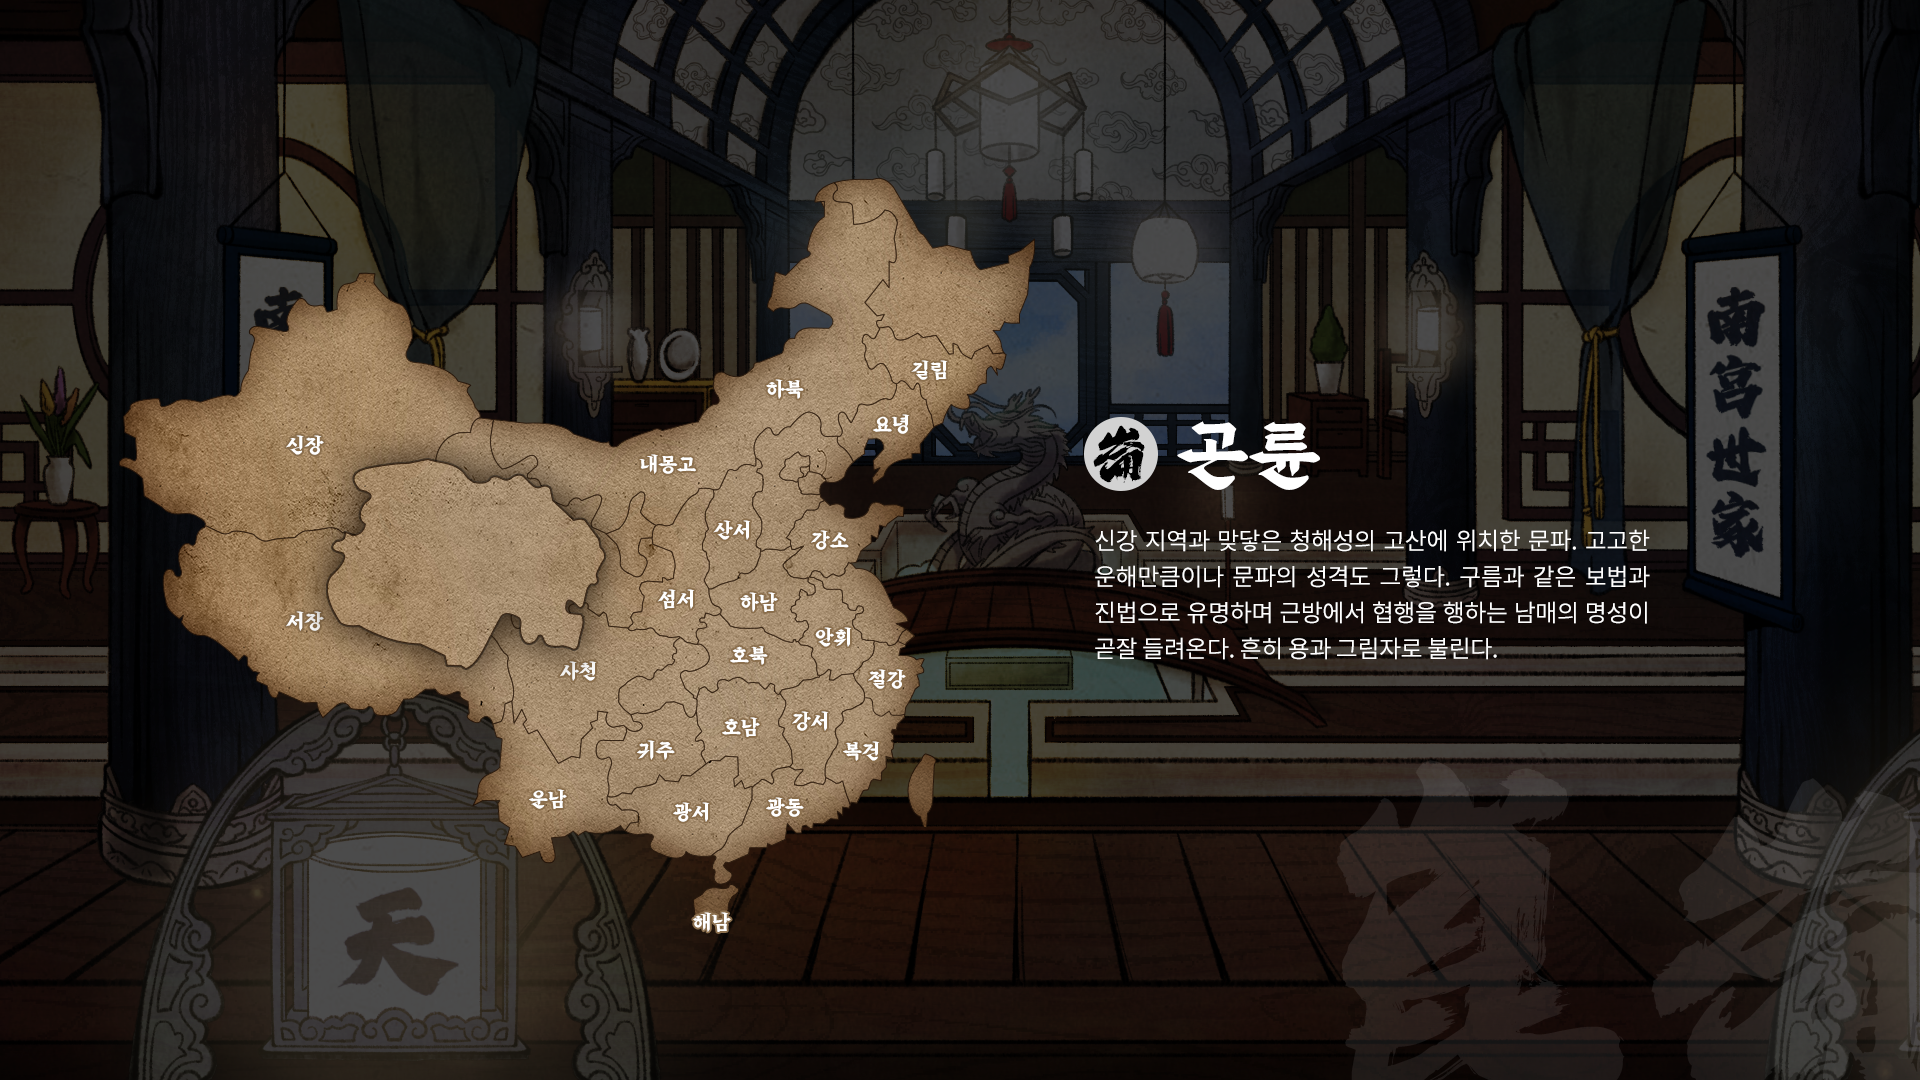 곤륜
신강 지역과 맞닿은 청해성의 고산에 위치한 문파. 고고한
운해만큼이나 문파의 성격도 그렇다. 구름과 같은 보법과
진법으로 유명하며 근방에서 협행을 행하는 남매의 명성이
곧잘 들려온다. 흔히 용과 그림자로 불린다.
길림
하북
요녕
신장
내몽고
산서
강소
섬서
하남
서장
안휘
호북
사천
절강
강서
호남
귀주
복건
운남
광서
광동
해남
南宮世家
南
天
崙